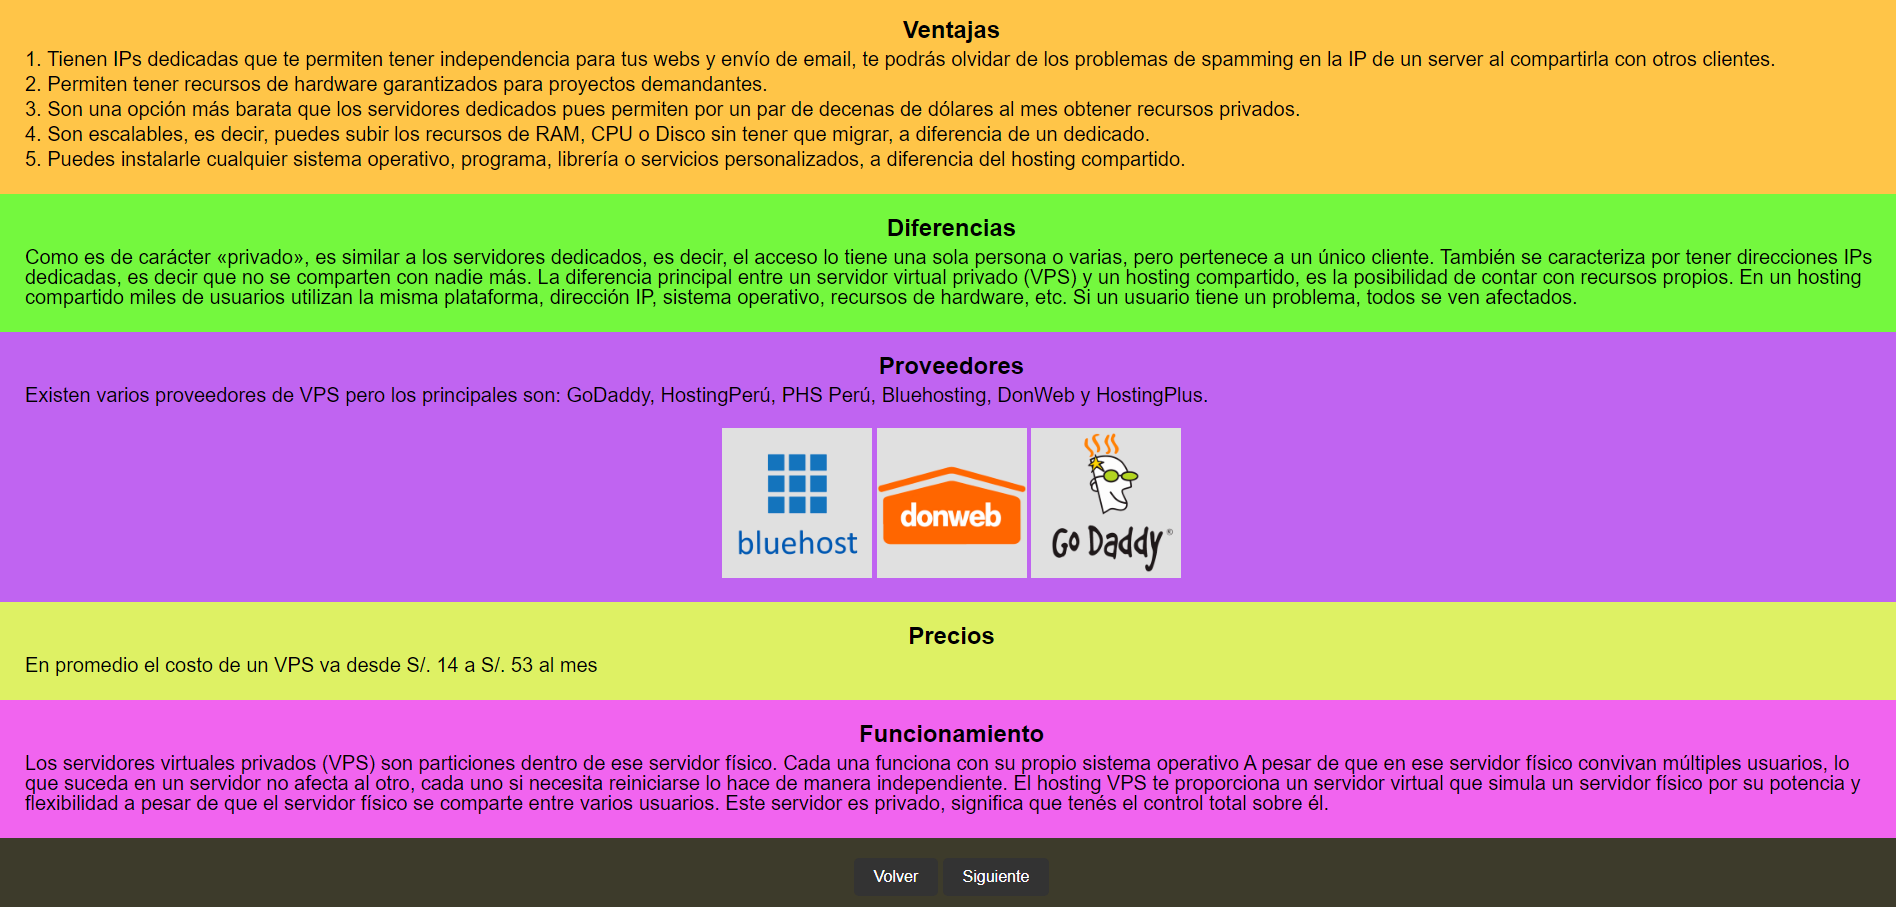 Ventajas
1. Tienen IPs dedicadas que te permiten tener independencia para tus webs y envío de email, te podrás olvidar de los problemas de spamming en la IP de un server al compartirla con otros clientes.
2. Permiten tener recursos de hardware garantizados para proyectos demandantes.
3. Son una opción más barata que los servidores dedicados pues permiten por un par de decenas de dólares al mes obtener recursos privados.
4. Son escalables, es decir, puedes subir los recursos de RAM, CPU o Disco sin tener que migrar, a diferencia de un dedicado.
5. Puedes instalarle cualquier sistema operativo, programa, librería o servicios personalizados, a diferencia del hosting compartido.
Diferencias
Como es de carácter «privado», es similar a los servidores dedicados, es decir, el acceso lo tiene una sola persona o varias, pero pertenece a un único cliente. También se caracteriza por tener direcciones IPs
dedicadas, es decir que no se comparten con nadie más. La diferencia principal entre un servidor virtual privado (VPS) y un hosting compartido, es la posibilidad de contar con recursos propios. En un hosting
compartido miles de usuarios utilizan la misma plataforma, dirección IP, sistema operativo, recursos de hardware, etc. Si un usuario tiene un problema, todos se ven afectados.
Proveedores
Existen varios proveedores de VPS pero los principales son: GoDaddy, HostingPerú, PHS Perú, Bluehosting, DonWeb y HostingPlus.
bluehost
donweb
Go Daddy®
Precios
En promedio el costo de un VPS va desde S/. 14 a S/. 53 al mes
Funcionamiento
Los servidores virtuales privados (VPS) son particiones dentro de ese servidor físico. Cada una funciona con su propio sistema operativo A pesar de que en ese servidor físico convivan múltiples usuarios, lo
que suceda en un servidor no afecta al otro, cada uno si necesita reiniciarse lo hace de manera independiente. El hosting VPS te proporciona un servidor virtual que simula un servidor físico por su potencia y
flexibilidad a pesar de que el servidor físico se comparte entre varios usuarios. Este servidor es privado, significa que tenés el control total sobre él.
Volver
Siguiente